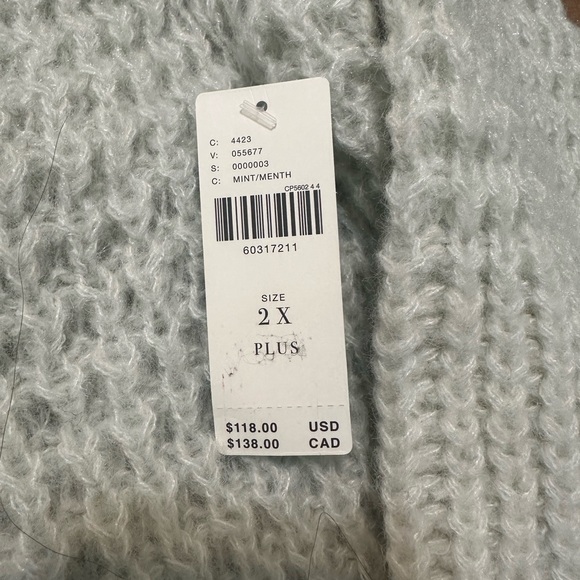 C: 4423
V: 055677
S: 0000003
C: MINT/MENTH
CP5602 4 4
60317211
SIZE
2 X
PLUS
$118.00 USD
$138.00 CAD